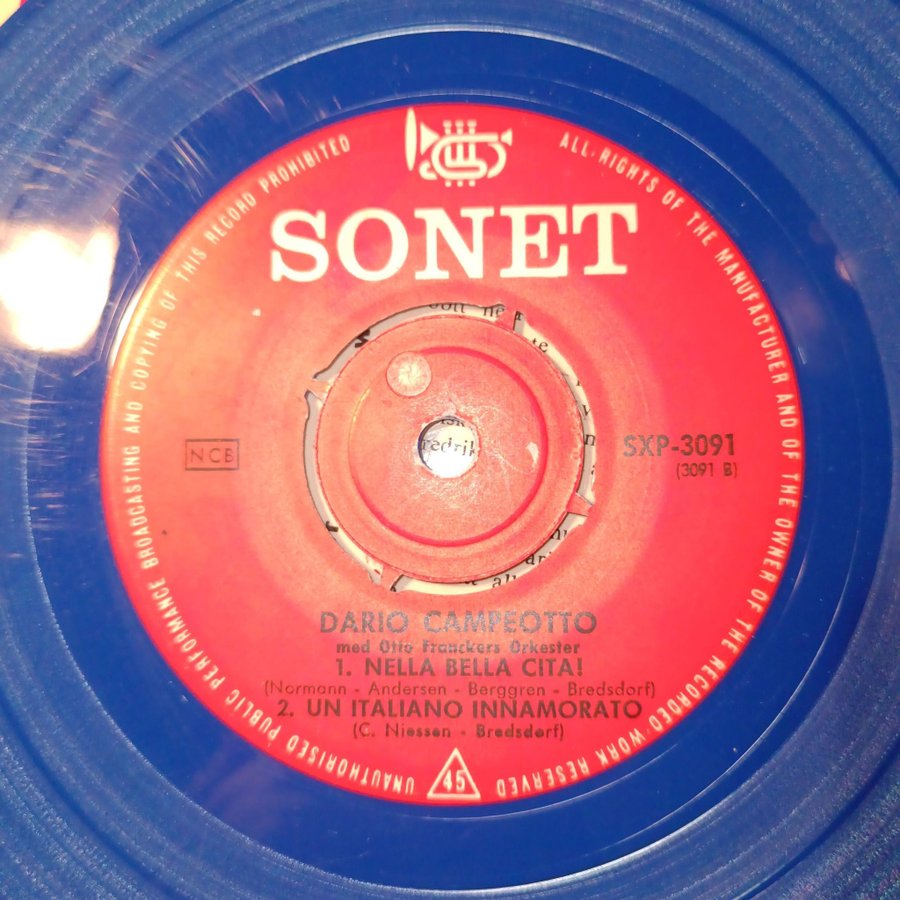 UNAUTHORISED PUBLIC PERFORMANCE BROADCASTING AND COPYING OF THIS RECORD PROHIBITED
ALL-RIGHTS OF THE MANUFACTURER AND OF THE OWNER OF THE RECORDED WORK RESERVED
SONET
NCB
SXP-3091
(3091 B)
redrik
DARIO CAMPEOTTO
med Otto Franckers Orkester
1. NELLA BELLA CITA!
(Normann - Andersen - Berggren - Bredsdorf)
2. UN ITALIANO INNAMORATO
(C. Niessen - Bredsdorf)
45